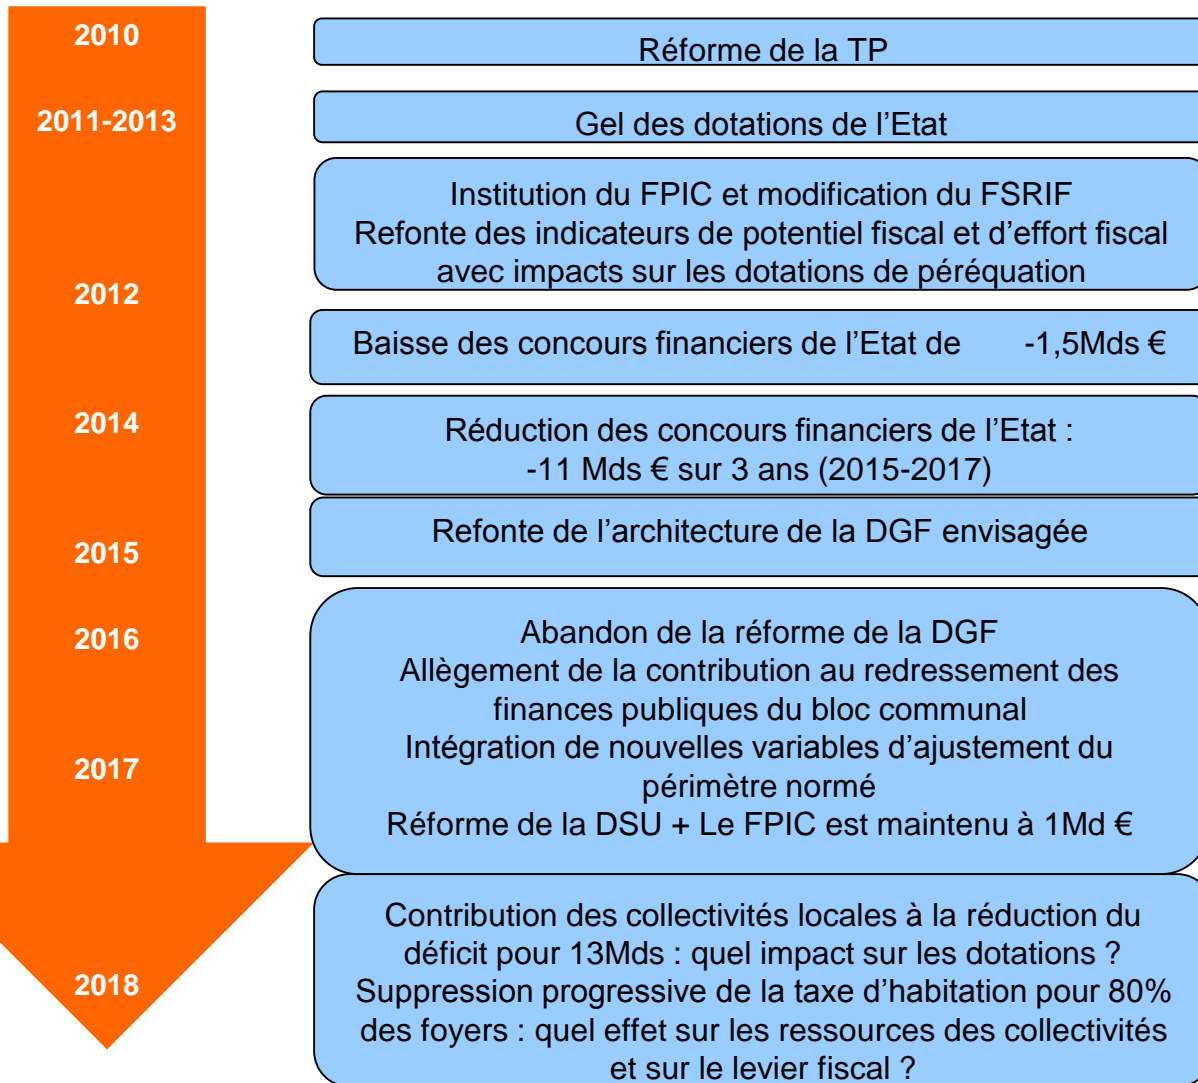 2010
Réforme de la TP
2011-2013
Gel des dotations de l’Etat
Institution du FPIC et modification du FSRIF
Refonte des indicateurs de potentiel fiscal et d’effort fiscal
avec impacts sur les dotations de péréquation
2012
Baisse des concours financiers de l’Etat de -1,5Mds €
2014
Réduction des concours financiers de l’Etat :
-11 Mds € sur 3 ans (2015-2017)
2015
Refonte de l’architecture de la DGF envisagée
2016
Abandon de la réforme de la DGF
Allègement de la contribution au redressement des
finances publiques du bloc communal
2017
Intégration de nouvelles variables d’ajustement du
périmètre normé
Réforme de la DSU + Le FPIC est maintenu à 1Md €
2018
Contribution des collectivités locales à la réduction du
déficit pour 13Mds : quel impact sur les dotations ?
Suppression progressive de la taxe d’habitation pour 80%
des foyers : quel effet sur les ressources des collectivités
et sur le levier fiscal ?